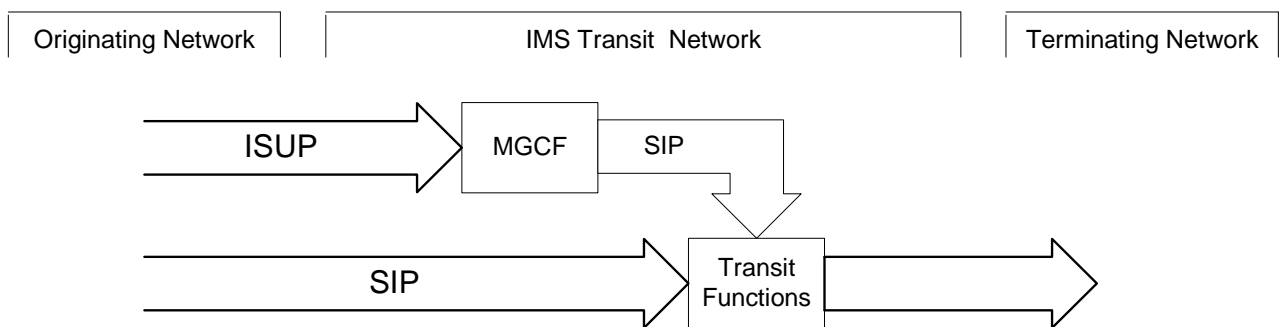 Originating Network
IMS Transit Network
Terminating Network
ISUP
MGCF
SIP
SIP
Transit
Functions